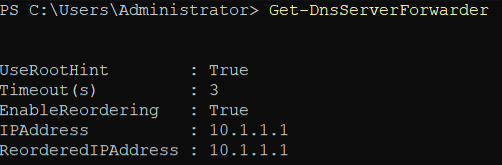 PS C:\Users\Administrator> Get-DnsServerForwarder
UseRootHint : True
Timeout(s) : 3
EnableReordering : True
IPAddress : 10.1.1.1
ReorderedIPAddress : 10.1.1.1